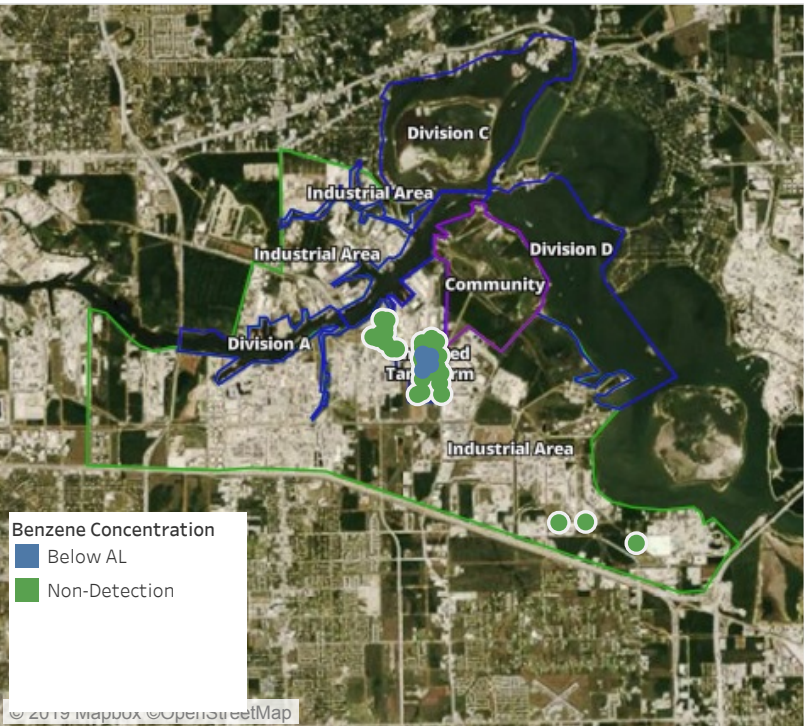 Division C
Industrial Area
Division D
Industrial Area
Community
Division A
Industrial Area
Benzene Concentration
Below AL
Non-Detection
© 2019 Mapbox ©OpenStreetMap